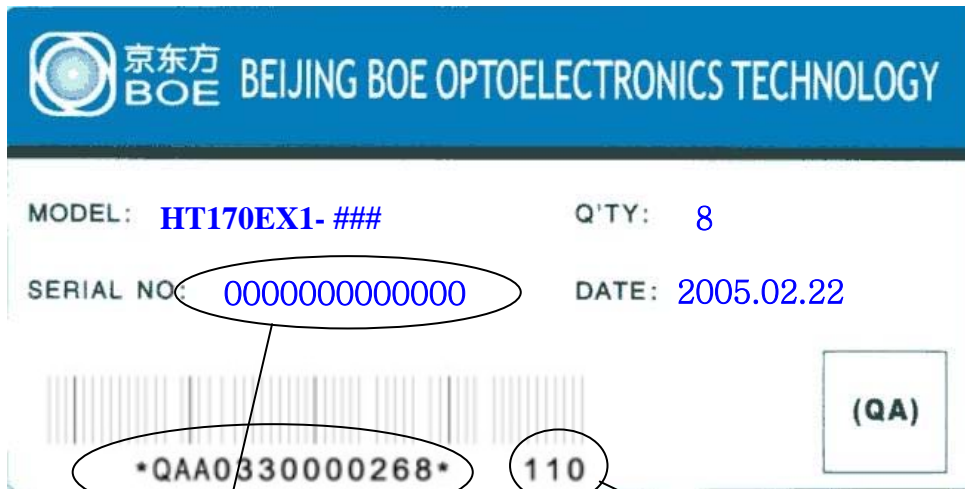 京东方
BOE BEIJING BOE OPTOELECTRONICS TECHNOLOGY
MODEL: HT170EX1- ### Q'TY: 8
SERIAL NO: 0000000000000 DATE: 2005.02.22
(QA)
*QAA0330000268* 110